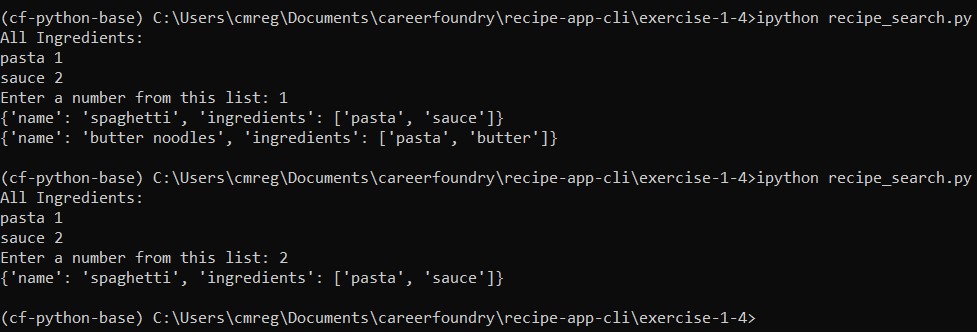 (cf-python-base) C:\Users\cmreg\Documents\careerfoundry\recipe-app-cli\exercise-1-4>ipython recipe_search.py
All Ingredients:
pasta 1
sauce 2
Enter a number from this list: 1
{'name': 'spaghetti', 'ingredients': ['pasta', 'sauce']}
{'name': 'butter noodles', 'ingredients': ['pasta', 'butter']}
(cf-python-base) C:\Users\cmreg\Documents\careerfoundry\recipe-app-cli\exercise-1-4>ipython recipe_search.py
All Ingredients:
pasta 1
sauce 2
Enter a number from this list: 2
{'name': 'spaghetti', 'ingredients': ['pasta', 'sauce']}
(cf-python-base) C:\Users\cmreg\Documents\careerfoundry\recipe-app-cli\exercise-1-4>